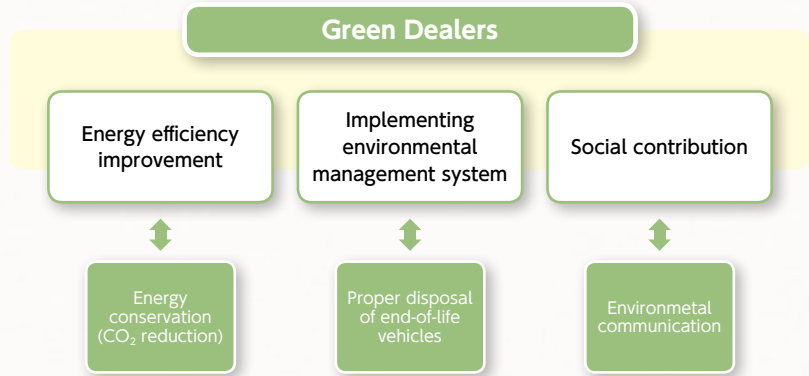 Green Dealers
Energy efficiency
improvement
Implementing
environmental
management system
Social contribution
Energy
conservation
(CO₂ reduction)
Proper disposal
of end-of-life
vehicles
Environmetal
communication